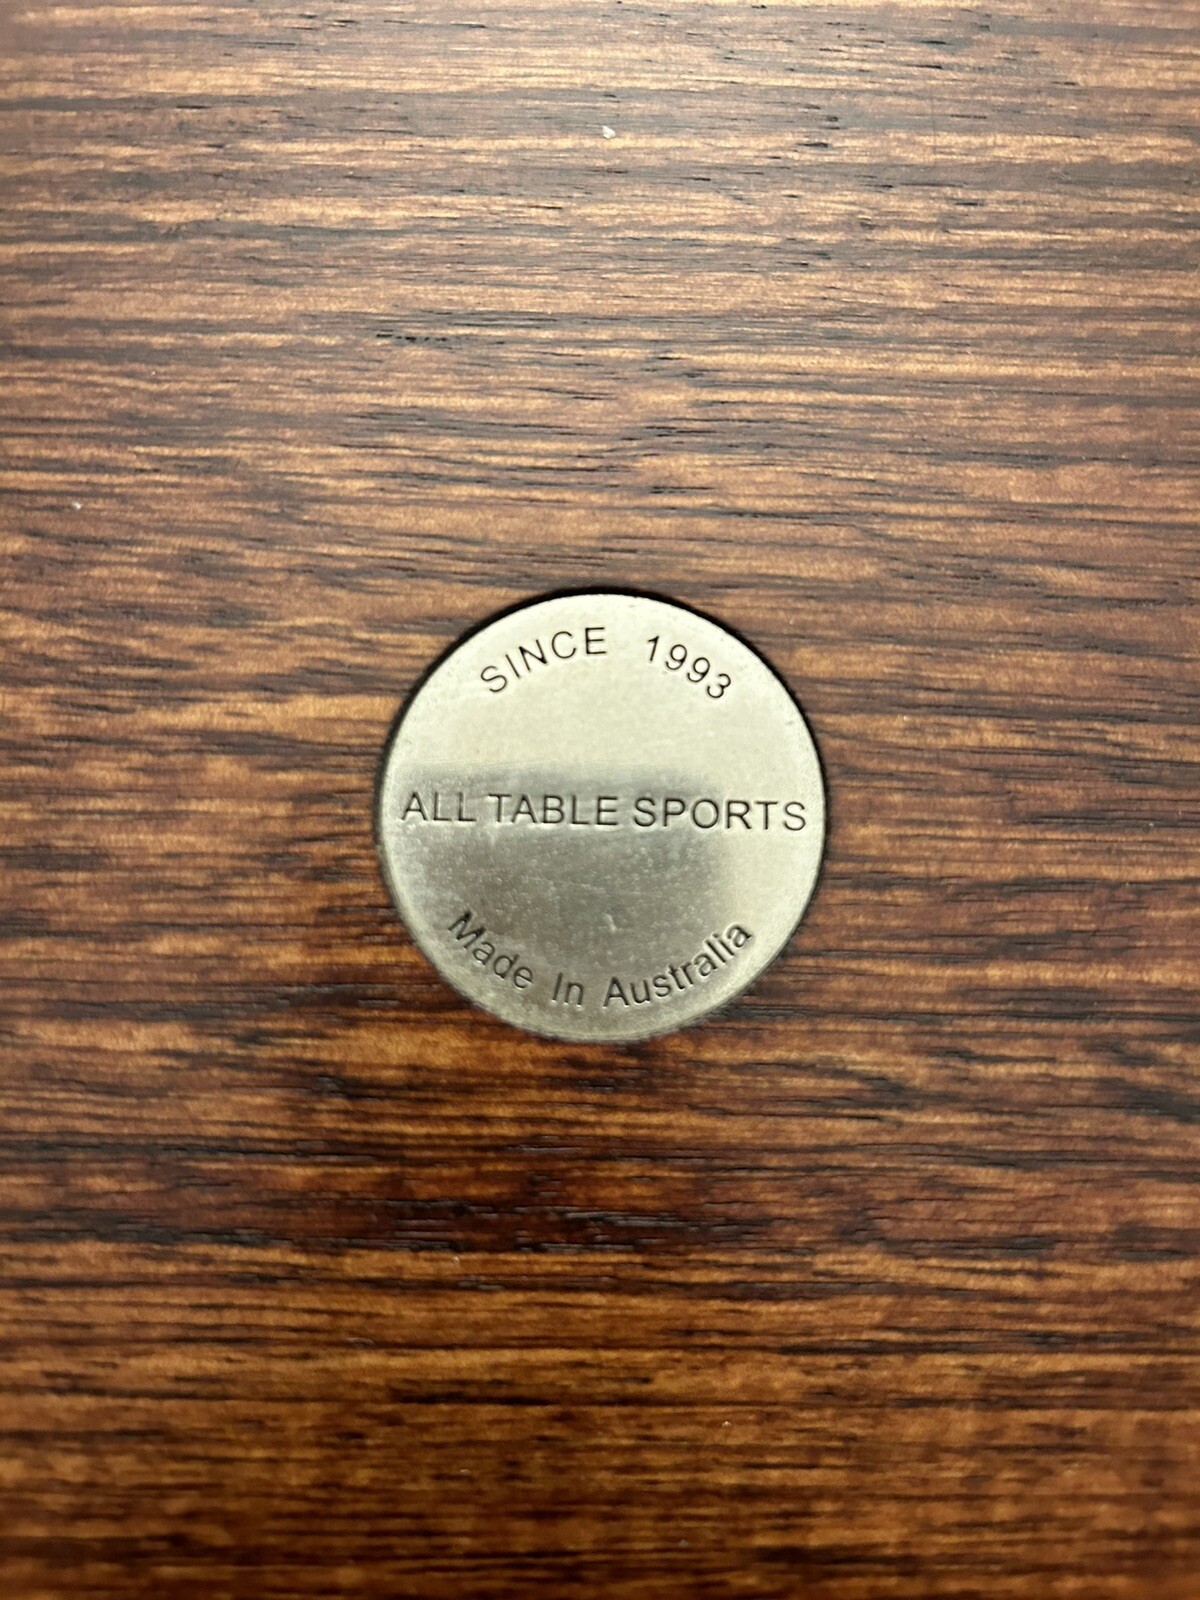 SINCE 1993
ALL TABLE SPORTS
Made In Australia